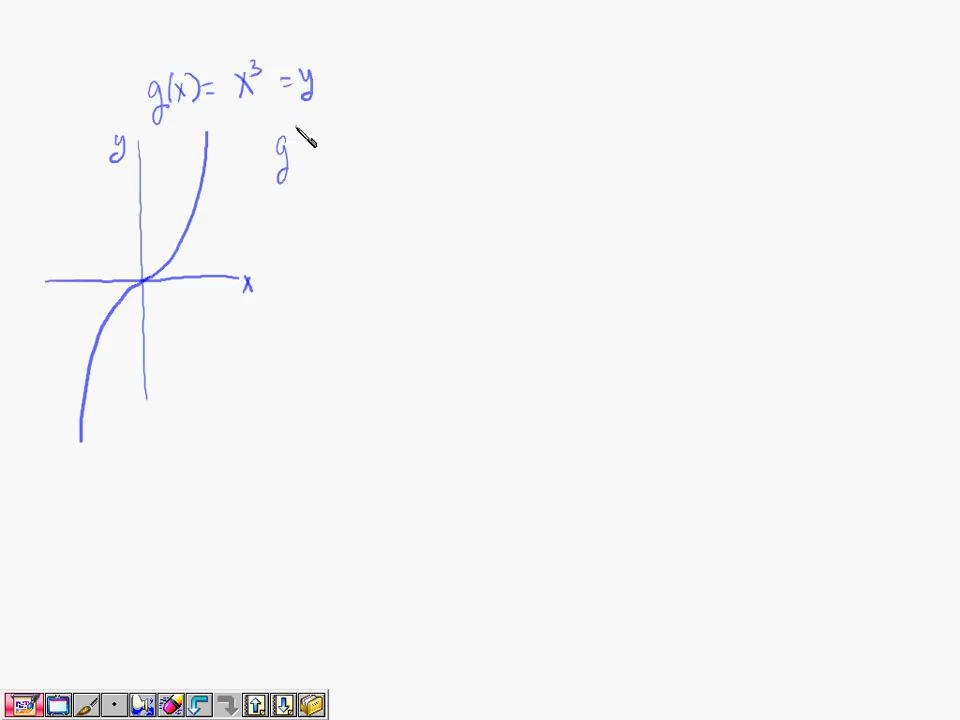 g(x) = x³ = y
y
g
x